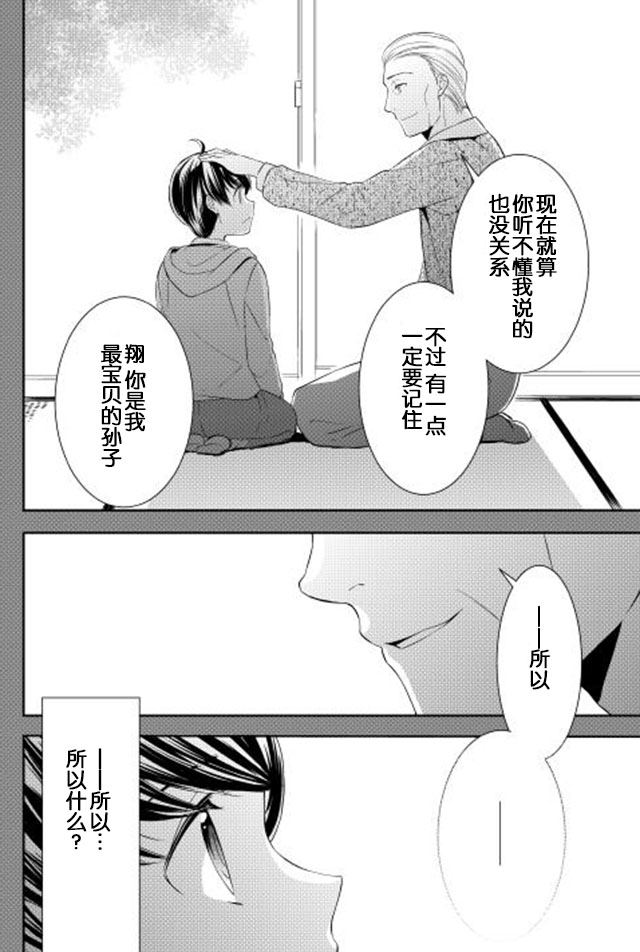 现在就算
你听不懂我说的
也没关系
不过 有一点
一定要记住
翔 你是我
最宝贝的孙子
——所以
——
——所以…
所以什么？